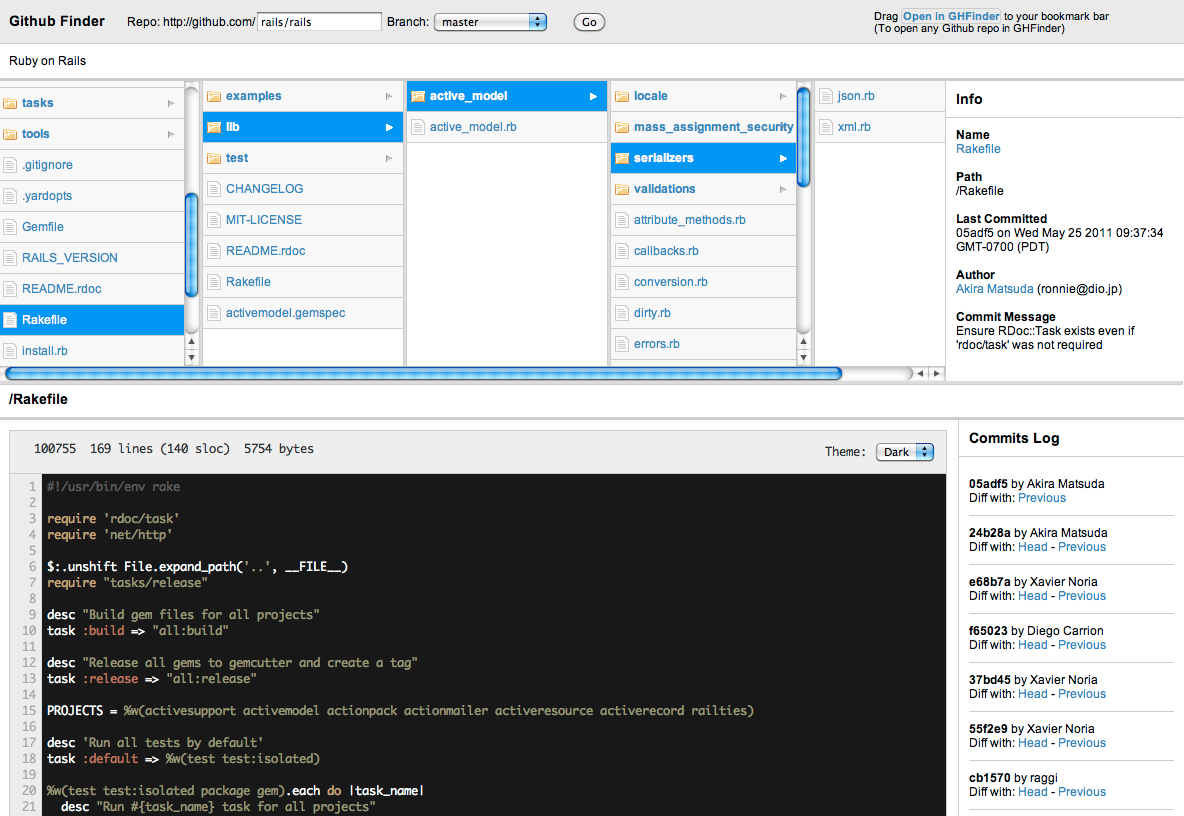 Github Finder
Repo: http://github.com/ rails/rails Branch: master Go
Drag Open in GHFinder to your bookmark bar
(To open any Github repo in GHFinder)
Ruby on Rails
tasks
tools
.gitignore
.yardopts
Gemfile
RAILS_VERSION
README.rdoc
Rakefile
install.rb
examples
lib
test
CHANGELOG
MIT-LICENSE
README.rdoc
Rakefile
activemodel.gemspec
active_model
active_model.rb
locale
mass_assignment_security
serializers
validations
attribute_methods.rb
callbacks.rb
conversion.rb
dirty.rb
errors.rb
json.rb
xml.rb
Info
Name
Rakefile
Path
/Rakefile
Last Committed
05adf5 on Wed May 25 2011 09:37:34
GMT-0700 (PDT)
Author
Akira Matsuda (ronnie@dio.jp)
Commit Message
Ensure RDoc::Task exists even if
'rdoc/task' was not required
/Rakefile
100755 169 lines (140 sloc) 5754 bytes
Theme: Dark
1 #!/usr/bin/env rake
2
3 require 'rdoc/task'
4 require 'net/http'
5
6 $:.unshift File.expand_path('..', __FILE__)
7 require "tasks/release"
8
9 desc "Build gem files for all projects"
10 task :build => "all:build"
11
12 desc "Release all gems to gemcutter and create a tag"
13 task :release => "all:release"
14
15 PROJECTS = %w(activesupport activemodel actionpack actionmailer activeresource activerecord railties)
16
17 desc 'Run all tests by default'
18 task :default => %w(test test:isolated)
19
20 %w(test test:isolated package gem).each do |task_name|
21 desc "Run #{task_name} task for all projects"
Commits Log
05adf5 by Akira Matsuda
Diff with: Previous
24b28a by Akira Matsuda
Diff with: Head - Previous
e68b7a by Xavier Noria
Diff with: Head - Previous
f65023 by Diego Carrion
Diff with: Head - Previous
37bd45 by Xavier Noria
Diff with: Head - Previous
55f2e9 by Xavier Noria
Diff with: Head - Previous
cb1570 by raggi
Diff with: Head - Previous